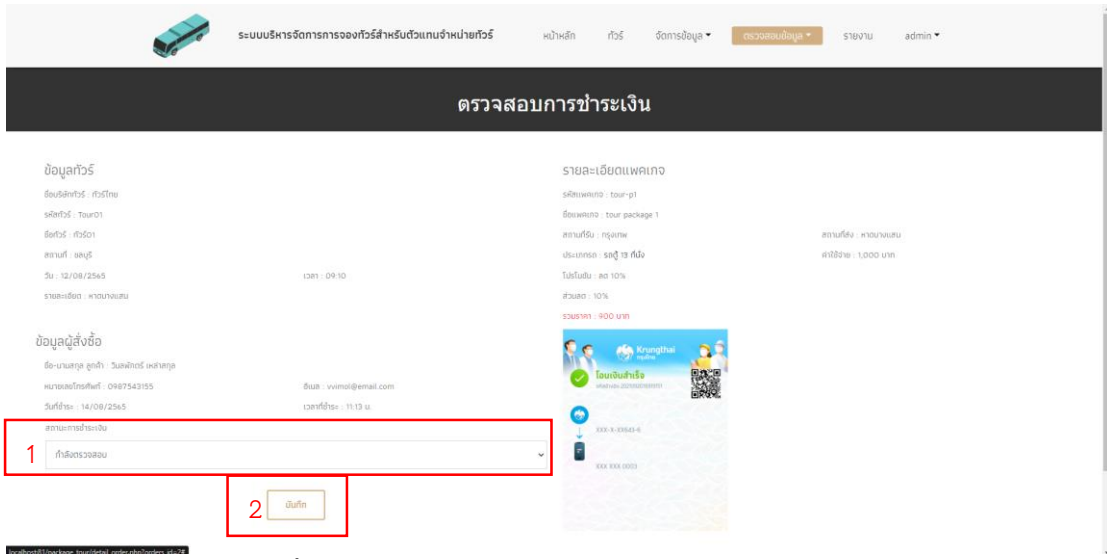 ระบบบริหารจัดการการจองทัวร์สำหรับตัวแทนจำหน่ายทัวร์
หน้าหลัก ทัวร์ จัดการข้อมูล ตรวจสอบข้อมูล รายงาน admin
ตรวจสอบการชำระเงิน
ข้อมูลทัวร์
ชื่อบริษัททัวร์ : ทัวร์ไทย
รหัสทัวร์ : Tour01
ชื่อทัวร์ : ทัวร์01
สถานที่ : ชลบุรี
วัน : 12/08/2565 เวลา : 09:10
รายละเอียด : หาดบางแสน
รายละเอียดแพคเกจ
รหัสแพคเกจ : tour-p1
ชื่อแพคเกจ : tour package 1
สถานที่รับ : กรุงเทพ สถานที่ส่ง : หาดบางแสน
ประเภทรถ : รถตู้ 13 ที่นั่ง ค่าใช้จ่าย : 1,000 บาท
โปรโมชั่น : ลด 10%
ส่วนลด : 10%
รวมราคา : 900 บาท
ข้อมูลผู้สั่งซื้อ
ชื่อ-นามสกุล ลูกค้า : วิมลพักตร์ เหล่าสกุล
หมายเลขโทรศัพท์ : 0987543155 อีเมล : vvimol@email.com
วันที่ชำระ : 14/08/2565 เวลาที่ชำระ : 11:13 น.
สถานะการชำระเงิน
1 กำลังตรวจสอบ
2 บันทึก
Krungthai
กรุงไทย
โอนเงินสำเร็จ
XXX-X-XX643-6
XXX XXX 0003
localhost:81/package_tour/detail_order.php?orders_id=2#